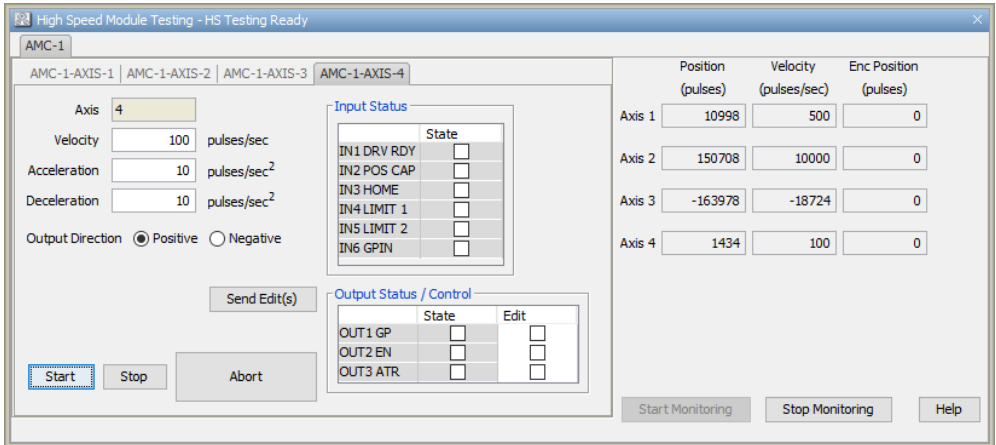 High Speed Module Testing - HS Testing Ready
AMC-1
AMC-1-AXIS-1 AMC-1-AXIS-2 AMC-1-AXIS-3 AMC-1-AXIS-4
Axis 4
Velocity 100 pulses/sec
Acceleration 10 pulses/sec²
Deceleration 10 pulses/sec²
Output Direction Positive Negative
Send Edit(s)
Start Stop Abort
Input Status
State
IN1 DRV RDY
IN2 POS CAP
IN3 HOME
IN4 LIMIT 1
IN5 LIMIT 2
IN6 GPIN
Output Status / Control
State Edit
OUT1 GP
OUT2 EN
OUT3 ATR
Position Velocity Enc Position
(pulses) (pulses/sec) (pulses)
Axis 1 10998 500 0
Axis 2 150708 10000 0
Axis 3 -163978 -18724 0
Axis 4 1434 100 0
Start Monitoring Stop Monitoring Help